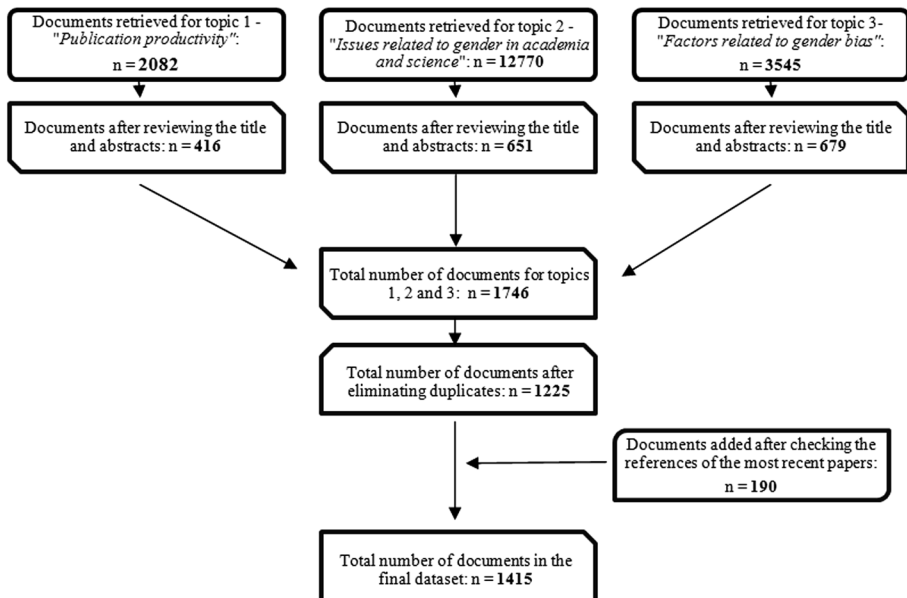 Documents retrieved for topic 1 -
"Publication productivity":
n = 2082
Documents retrieved for topic 2 -
"Issues related to gender in academia
and science": n = 12770
Documents retrieved for topic 3-
"Factors related to gender bias":
n = 3545
Documents after reviewing the title
and abstracts: n = 416
Documents after reviewing the
title and abstracts: n = 651
Documents after reviewing the title
and abstracts: n = 679
Total number of documents for topics
1, 2 and 3: n = 1746
Total number of documents after
eliminating duplicates: n = 1225
Documents added after checking the
references of the most recent papers:
n = 190
Total number of documents in the
final dataset: n = 1415